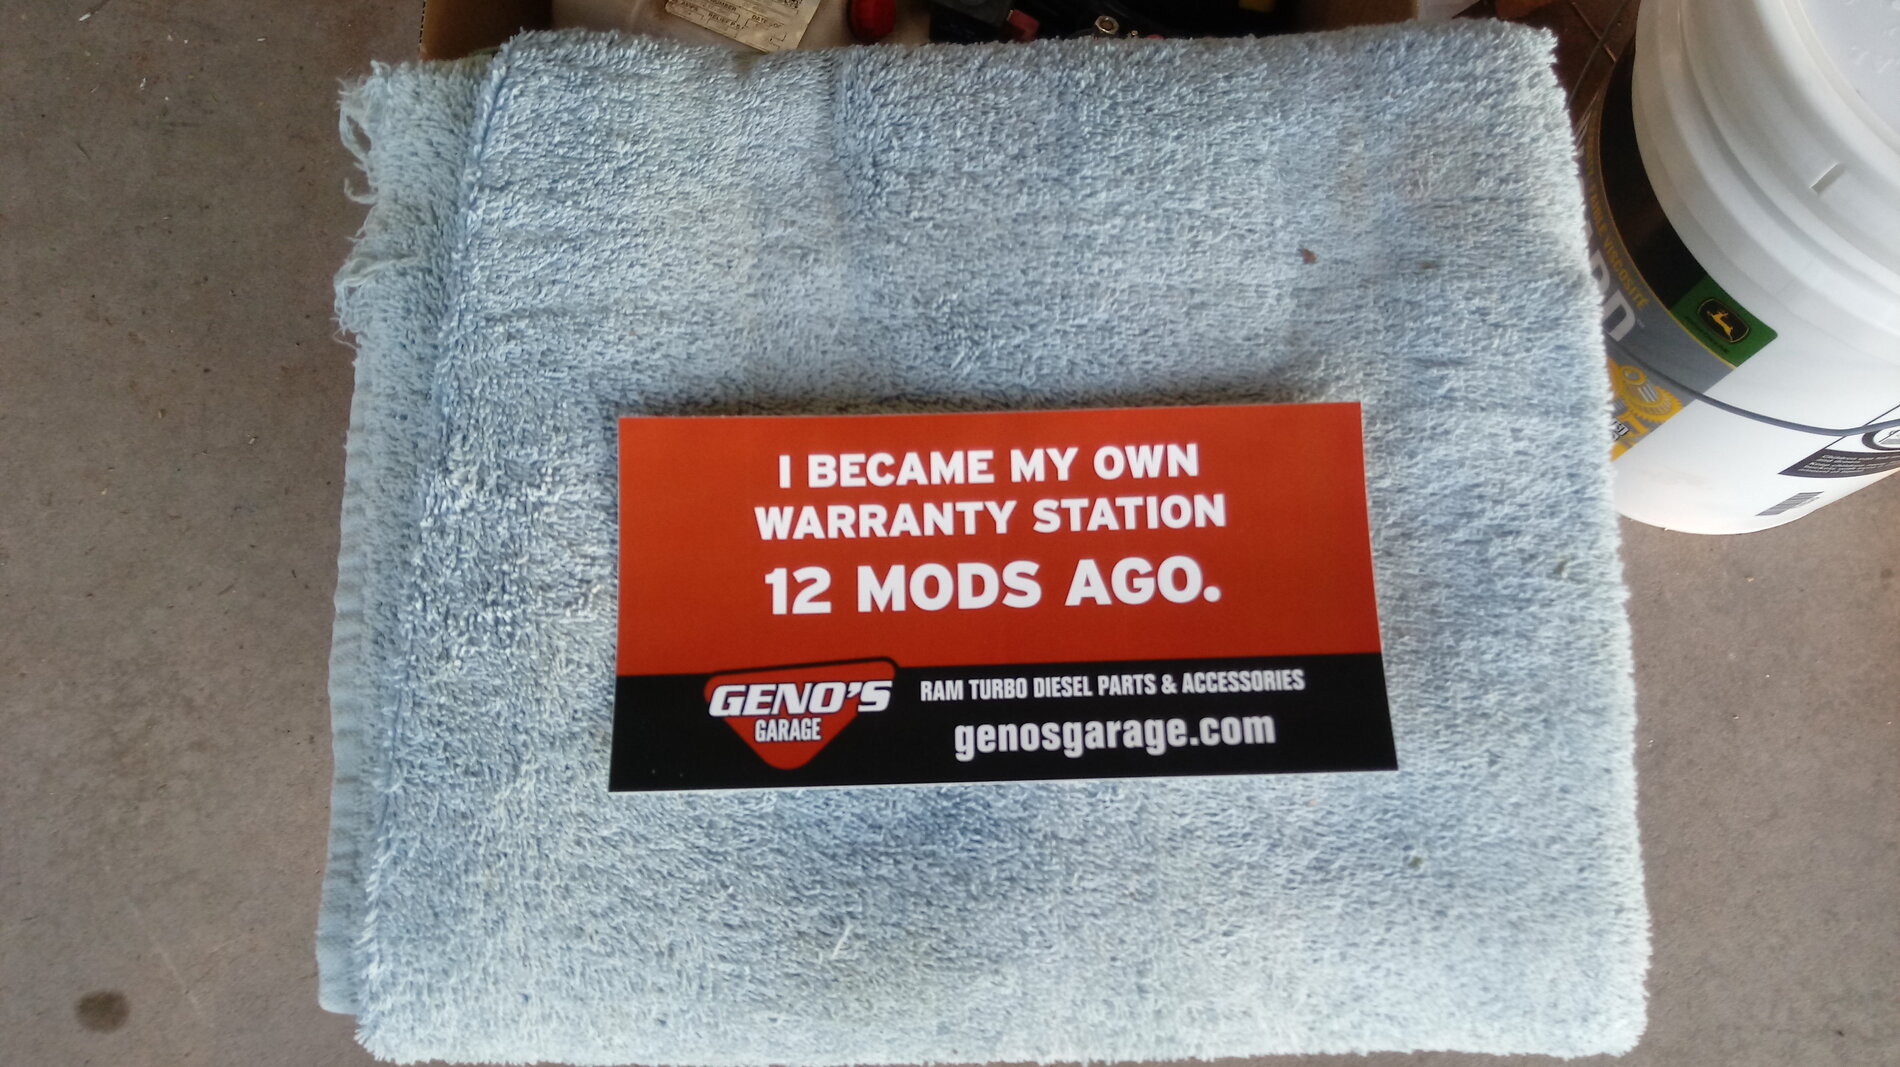 I BECAME MY OWN
WARRANTY STATION
12 MODS AGO.
GENO'S
GARAGE
RAM TURBO DIESEL PARTS & ACCESSORIES
genosgarage.com